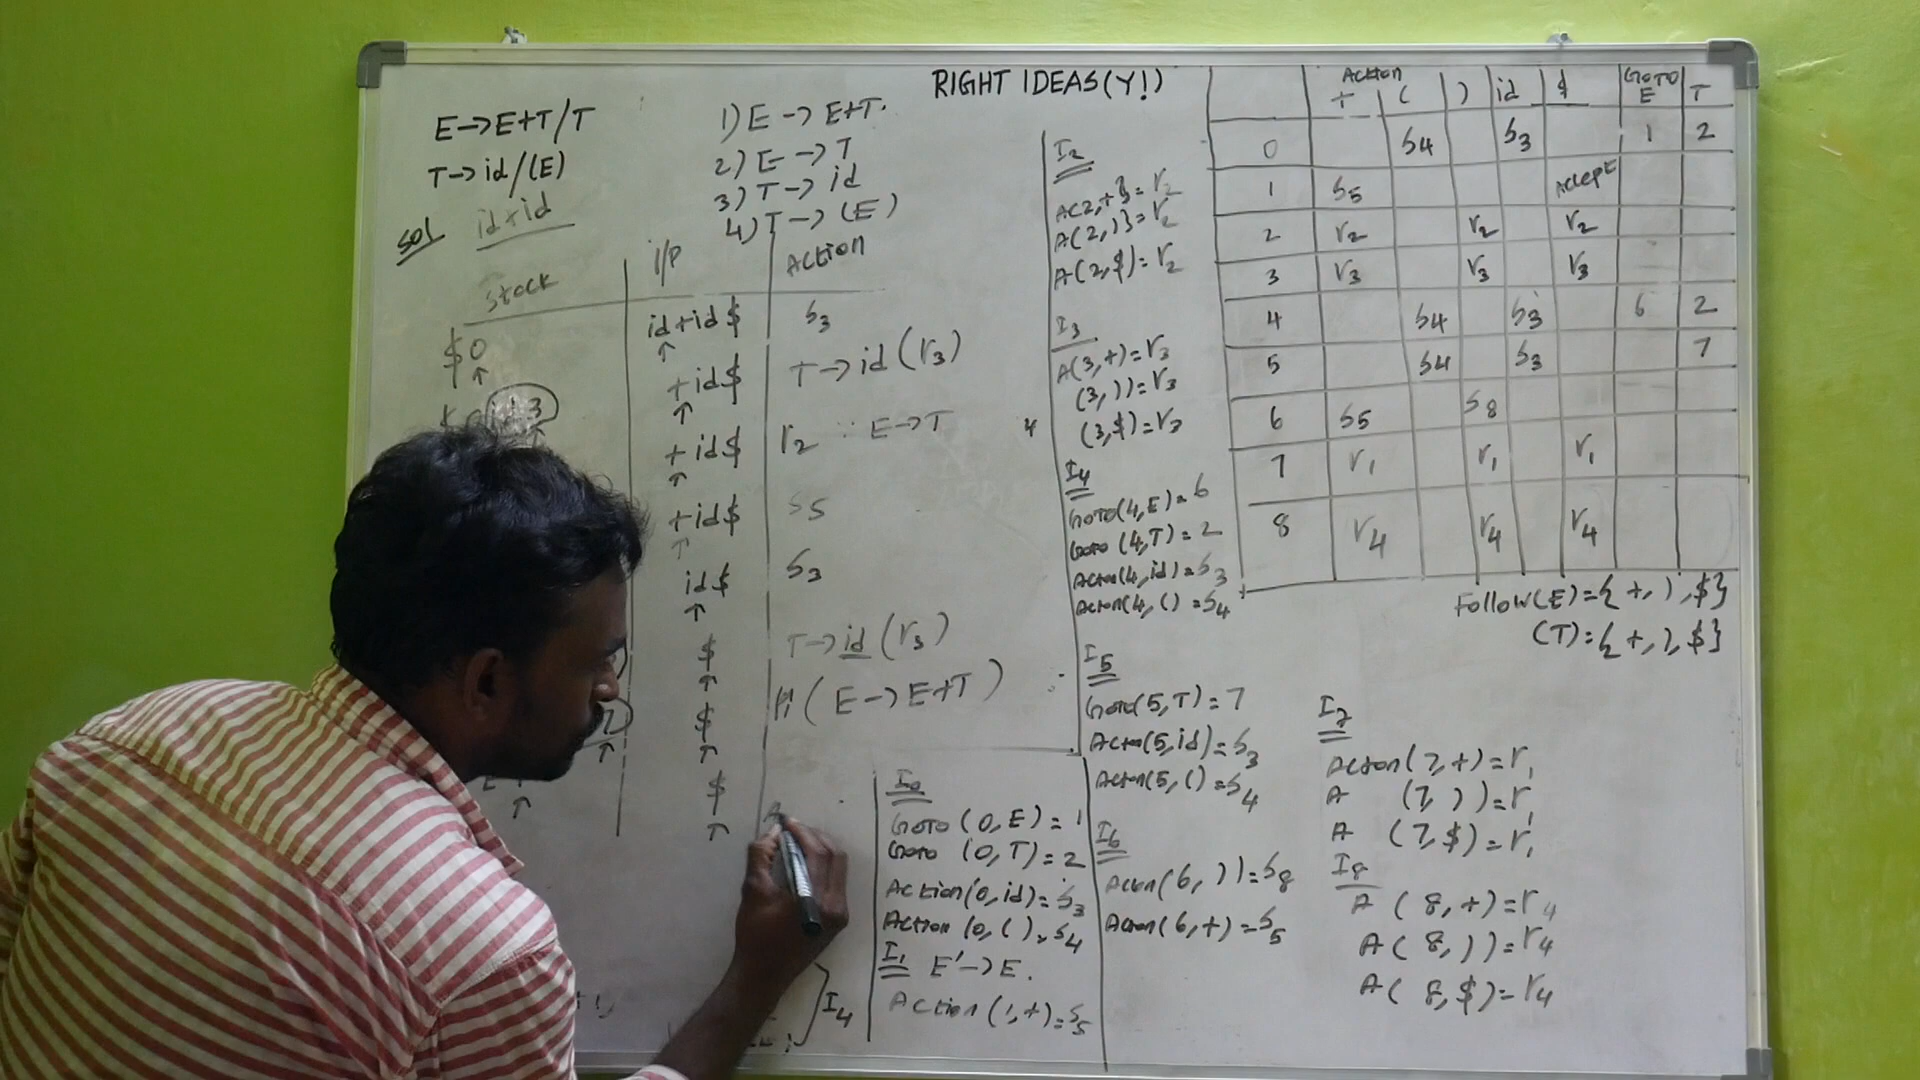 RIGHT IDEAS(Y!)
E->E+T/T
T->id/(E)
Sol id+id
1) E -> E+T.
2) E -> T
3) T -> id
4) T -> (E)
Stack I/P Action
$0 id+id$ S3
3 +id$ T->id(r3)
+id$ r2 ∵ E->T
+id$ S5
id$ S3
$ T->id(r3)
$ r1 (E->E+T)
$ A
I4
I0
Goto (0,E) = 1
Goto (0,T) = 2
Action(0,id) = S3
Action (0,() = S4
I1 E'->E.
Action (1,+) = S5
I2
A(2,+} = r2
A(2,)} = r2
A(2,$) = r2
I3
A(3,+) = r3
(3,)) = r3
(3,$) = r3
I4
Goto(4,E) = 6
Goto (4,T) = 2
Action(4,id) = S3
Action(4,() = S4
I5
Goto(5,T) = 7
Action(5,id) = S3
Action(5,() = S4
I6
Action(6,)) = S8
Action(6,+) = S5
Action GOTO
+ ( ) id $ E T
0 S4 S3 1 2
1 S5 Accept
2 r2 r2 r2
3 r3 r3 r3
4 S4 S3 6 2
5 S4 S3 7
6 S5 S8
7 r1 r1 r1
8 r4 r4 r4
Follow(E)={+,),$}
(T)={+,),$}
I7
Action(7,+)=r1
A (7,))=r1
A (7,$)=r1
I8
A (8,+)=r4
A( 8,))=r4
A( 8,$)=r4